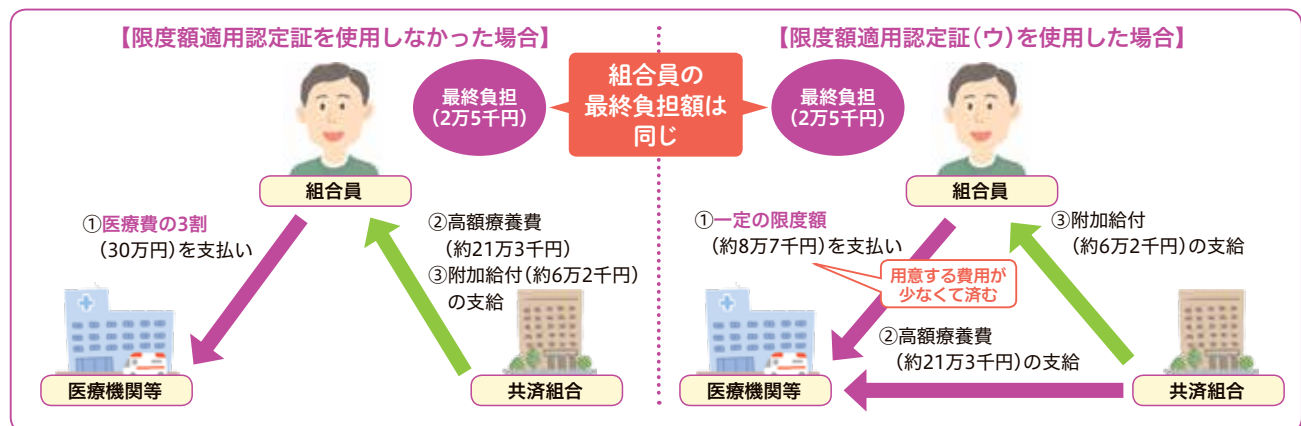 【限度額適用認定証を使用しなかった場合】
最終負担
(2万5千円)
組合員
①医療費の3割
(30万円)を支払い
②高額療養費
(約21万3千円)
③附加給付(約6万2千円)
の支給
医療機関等
共済組合
組合員の
最終負担額は
同じ
【限度額適用認定証(ウ)を使用した場合】
最終負担
(2万5千円)
組合員
①一定の限度額
(約8万7千円)を支払い
用意する費用が
少なくて済む
③附加給付
(約6万2千円)の支給
②高額療養費
(約21万3千円)の支給
医療機関等
共済組合